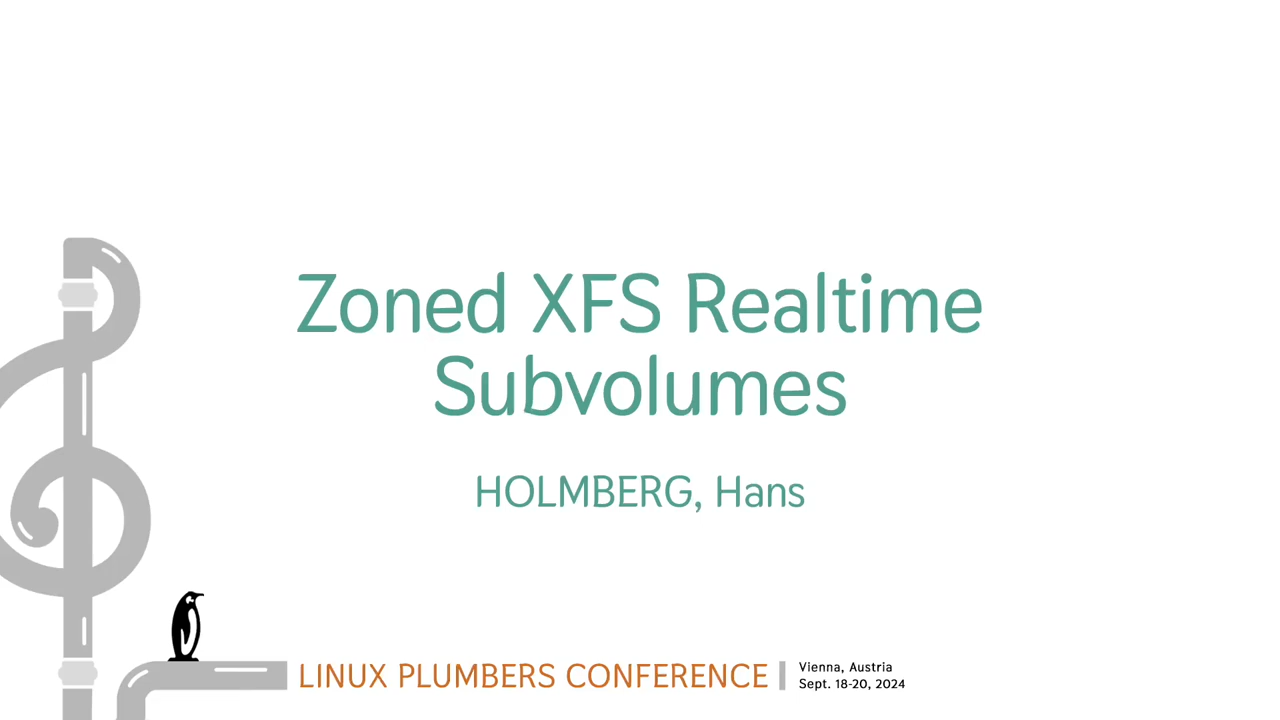 Zoned XFS Realtime
Subvolumes
HOLMBERG, Hans
LINUX PLUMBERS CONFERENCE
Vienna, Austria
Sept. 18-20, 2024